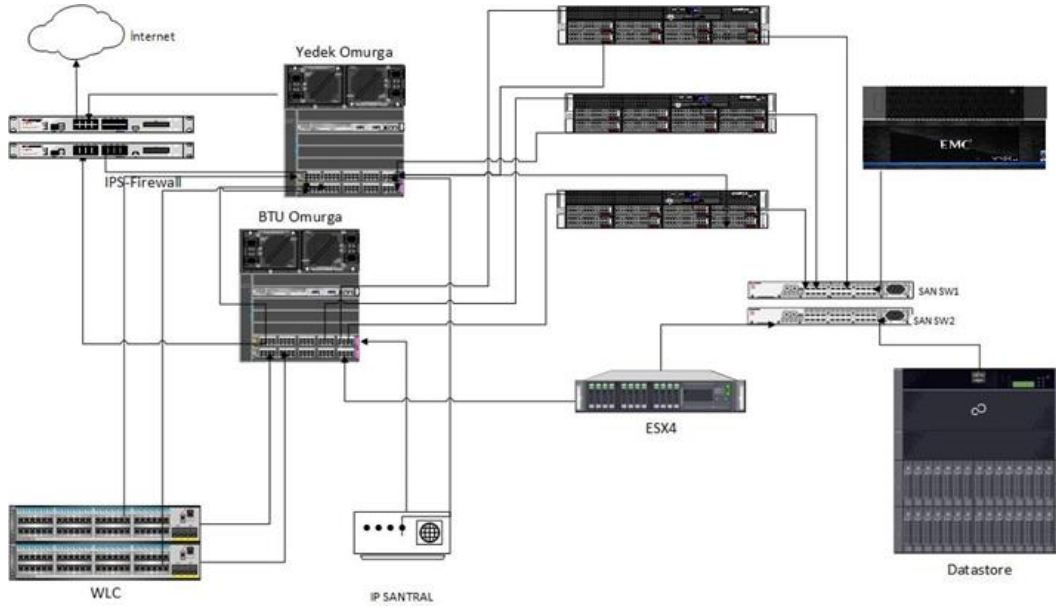 İnternet
Yedek Omurga
EMC
IPS-Firewall
BTU Omurga
SAN SW1
SAN SW2
ESX4
Datastore
WLC
IP SANTRAL